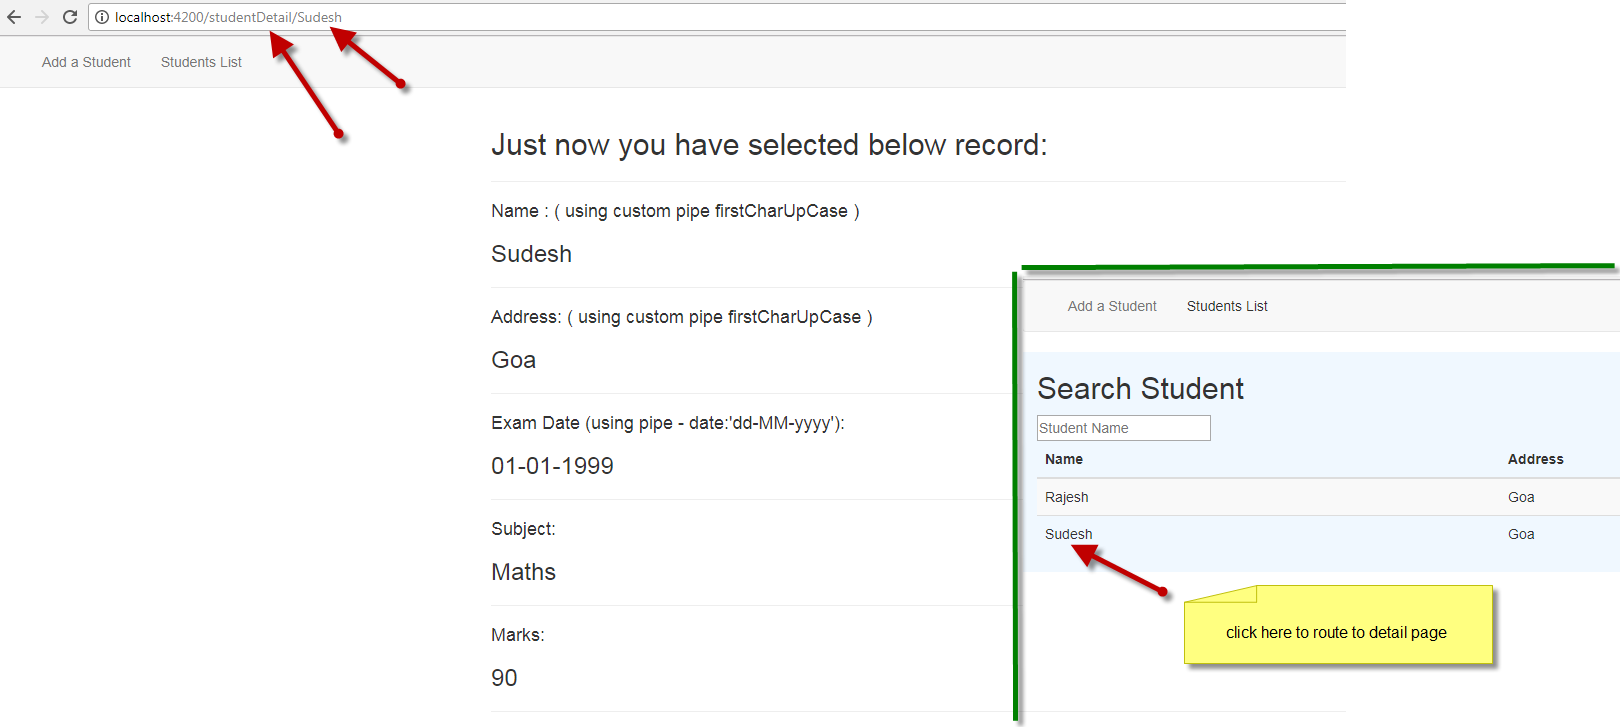 localhost:4200/studentDetail/Sudesh
Add a Student Students List
Just now you have selected below record:
Name : ( using custom pipe firstCharUpCase )
Sudesh
Address: ( using custom pipe firstCharUpCase )
Goa
Exam Date (using pipe - date:'dd-MM-yyyy'):
01-01-1999
Subject:
Maths
Marks:
90
Add a Student Students List
Search Student
Student Name
Name Address
Rajesh Goa
Sudesh Goa
click here to route to detail page